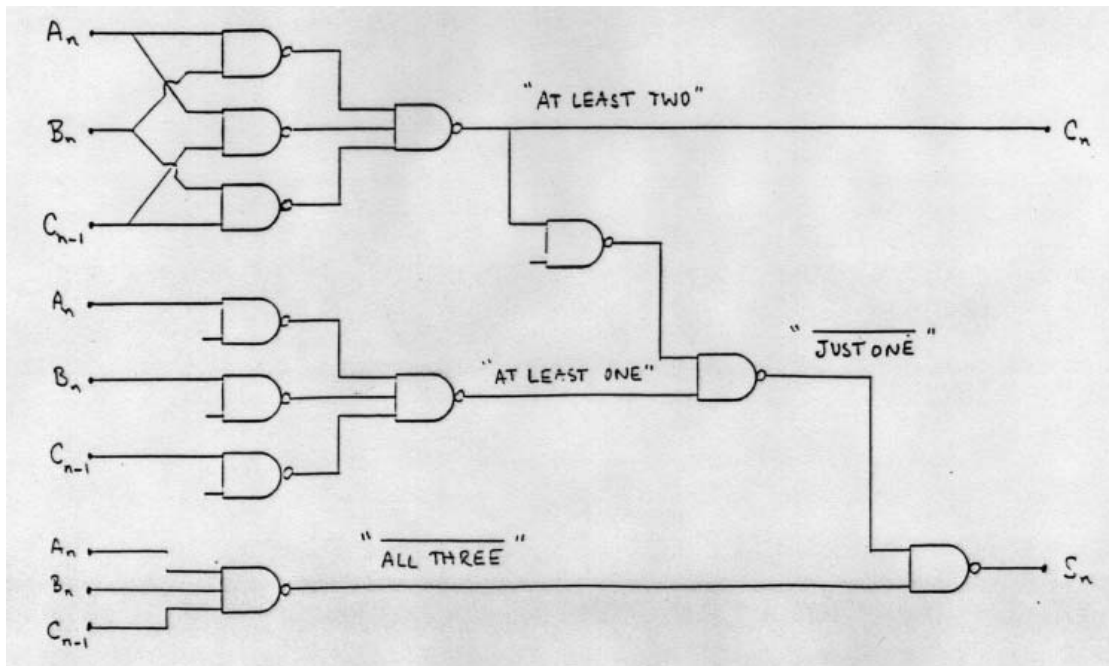 Aₙ
"AT LEAST TWO"
Bₙ
Cₙ
Cₙ₋₁
Aₙ
"JUST ONE"
"AT LEAST ONE"
Bₙ
Cₙ₋₁
Aₙ
"ALL THREE"
Bₙ
Sₙ
Cₙ₋₁